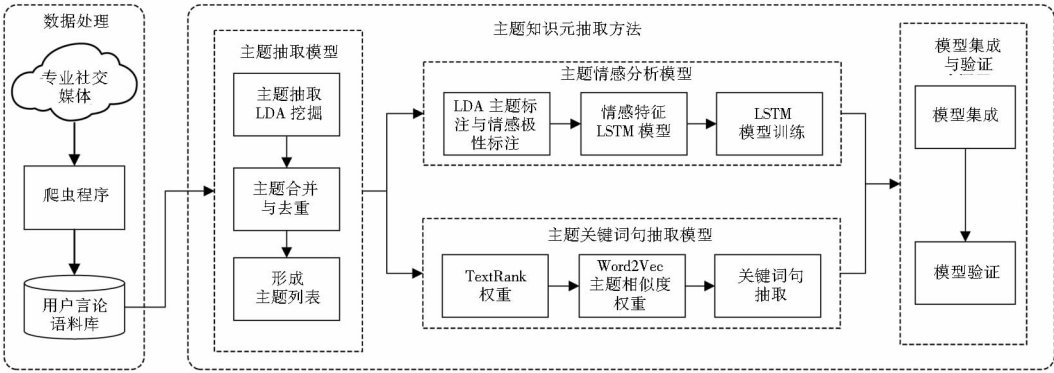 数据处理
专业社交
媒体
爬虫程序
用户言论
语料库
主题知识元抽取方法
主题抽取模型
主题抽取
LDA 挖掘
主题合并
与去重
形成
主题列表
主题情感分析模型
LDA 主题标
注与情感极
性标注
情感特征
LSTM 模型
LSTM
模型训练
主题关键词句抽取模型
TextRank
权重
Word2Vec
主题相似度
权重
关键词句
抽取
模型集成
与验证
模型集成
模型验证